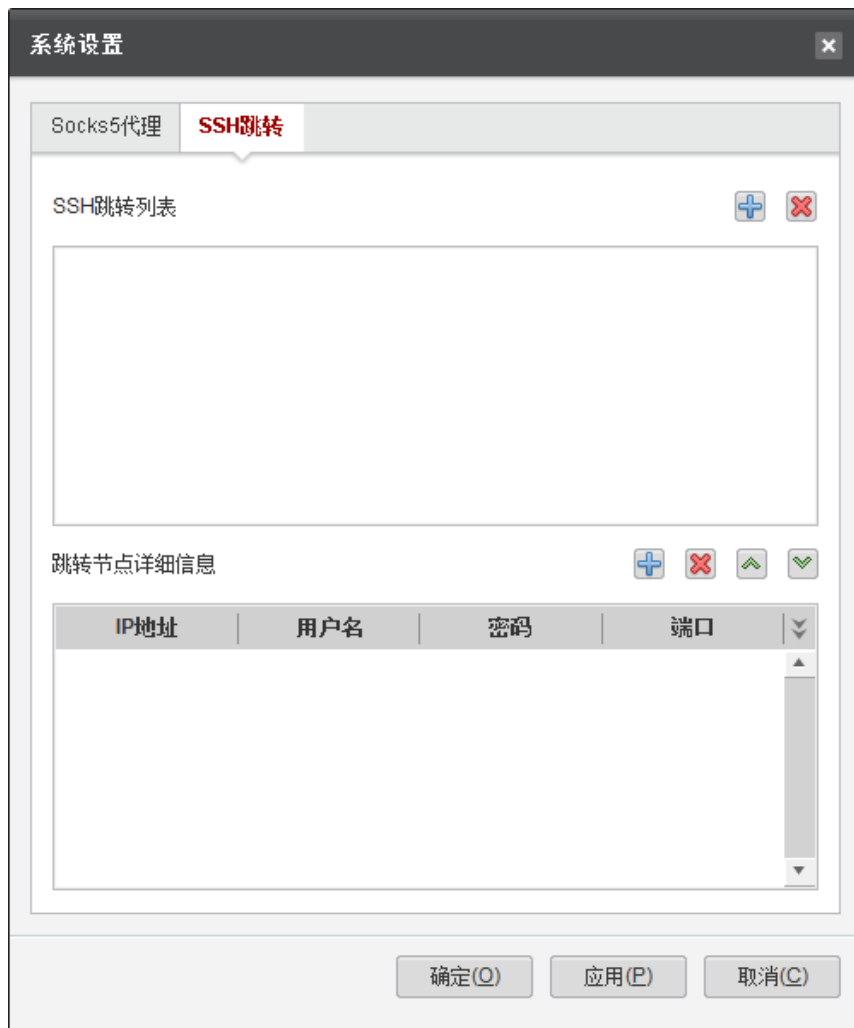 系统设置
Socks5代理 SSH跳转
SSH跳转列表
跳转节点详细信息
IP地址 用户名 密码 端口
确定(O) 应用(P) 取消(C)